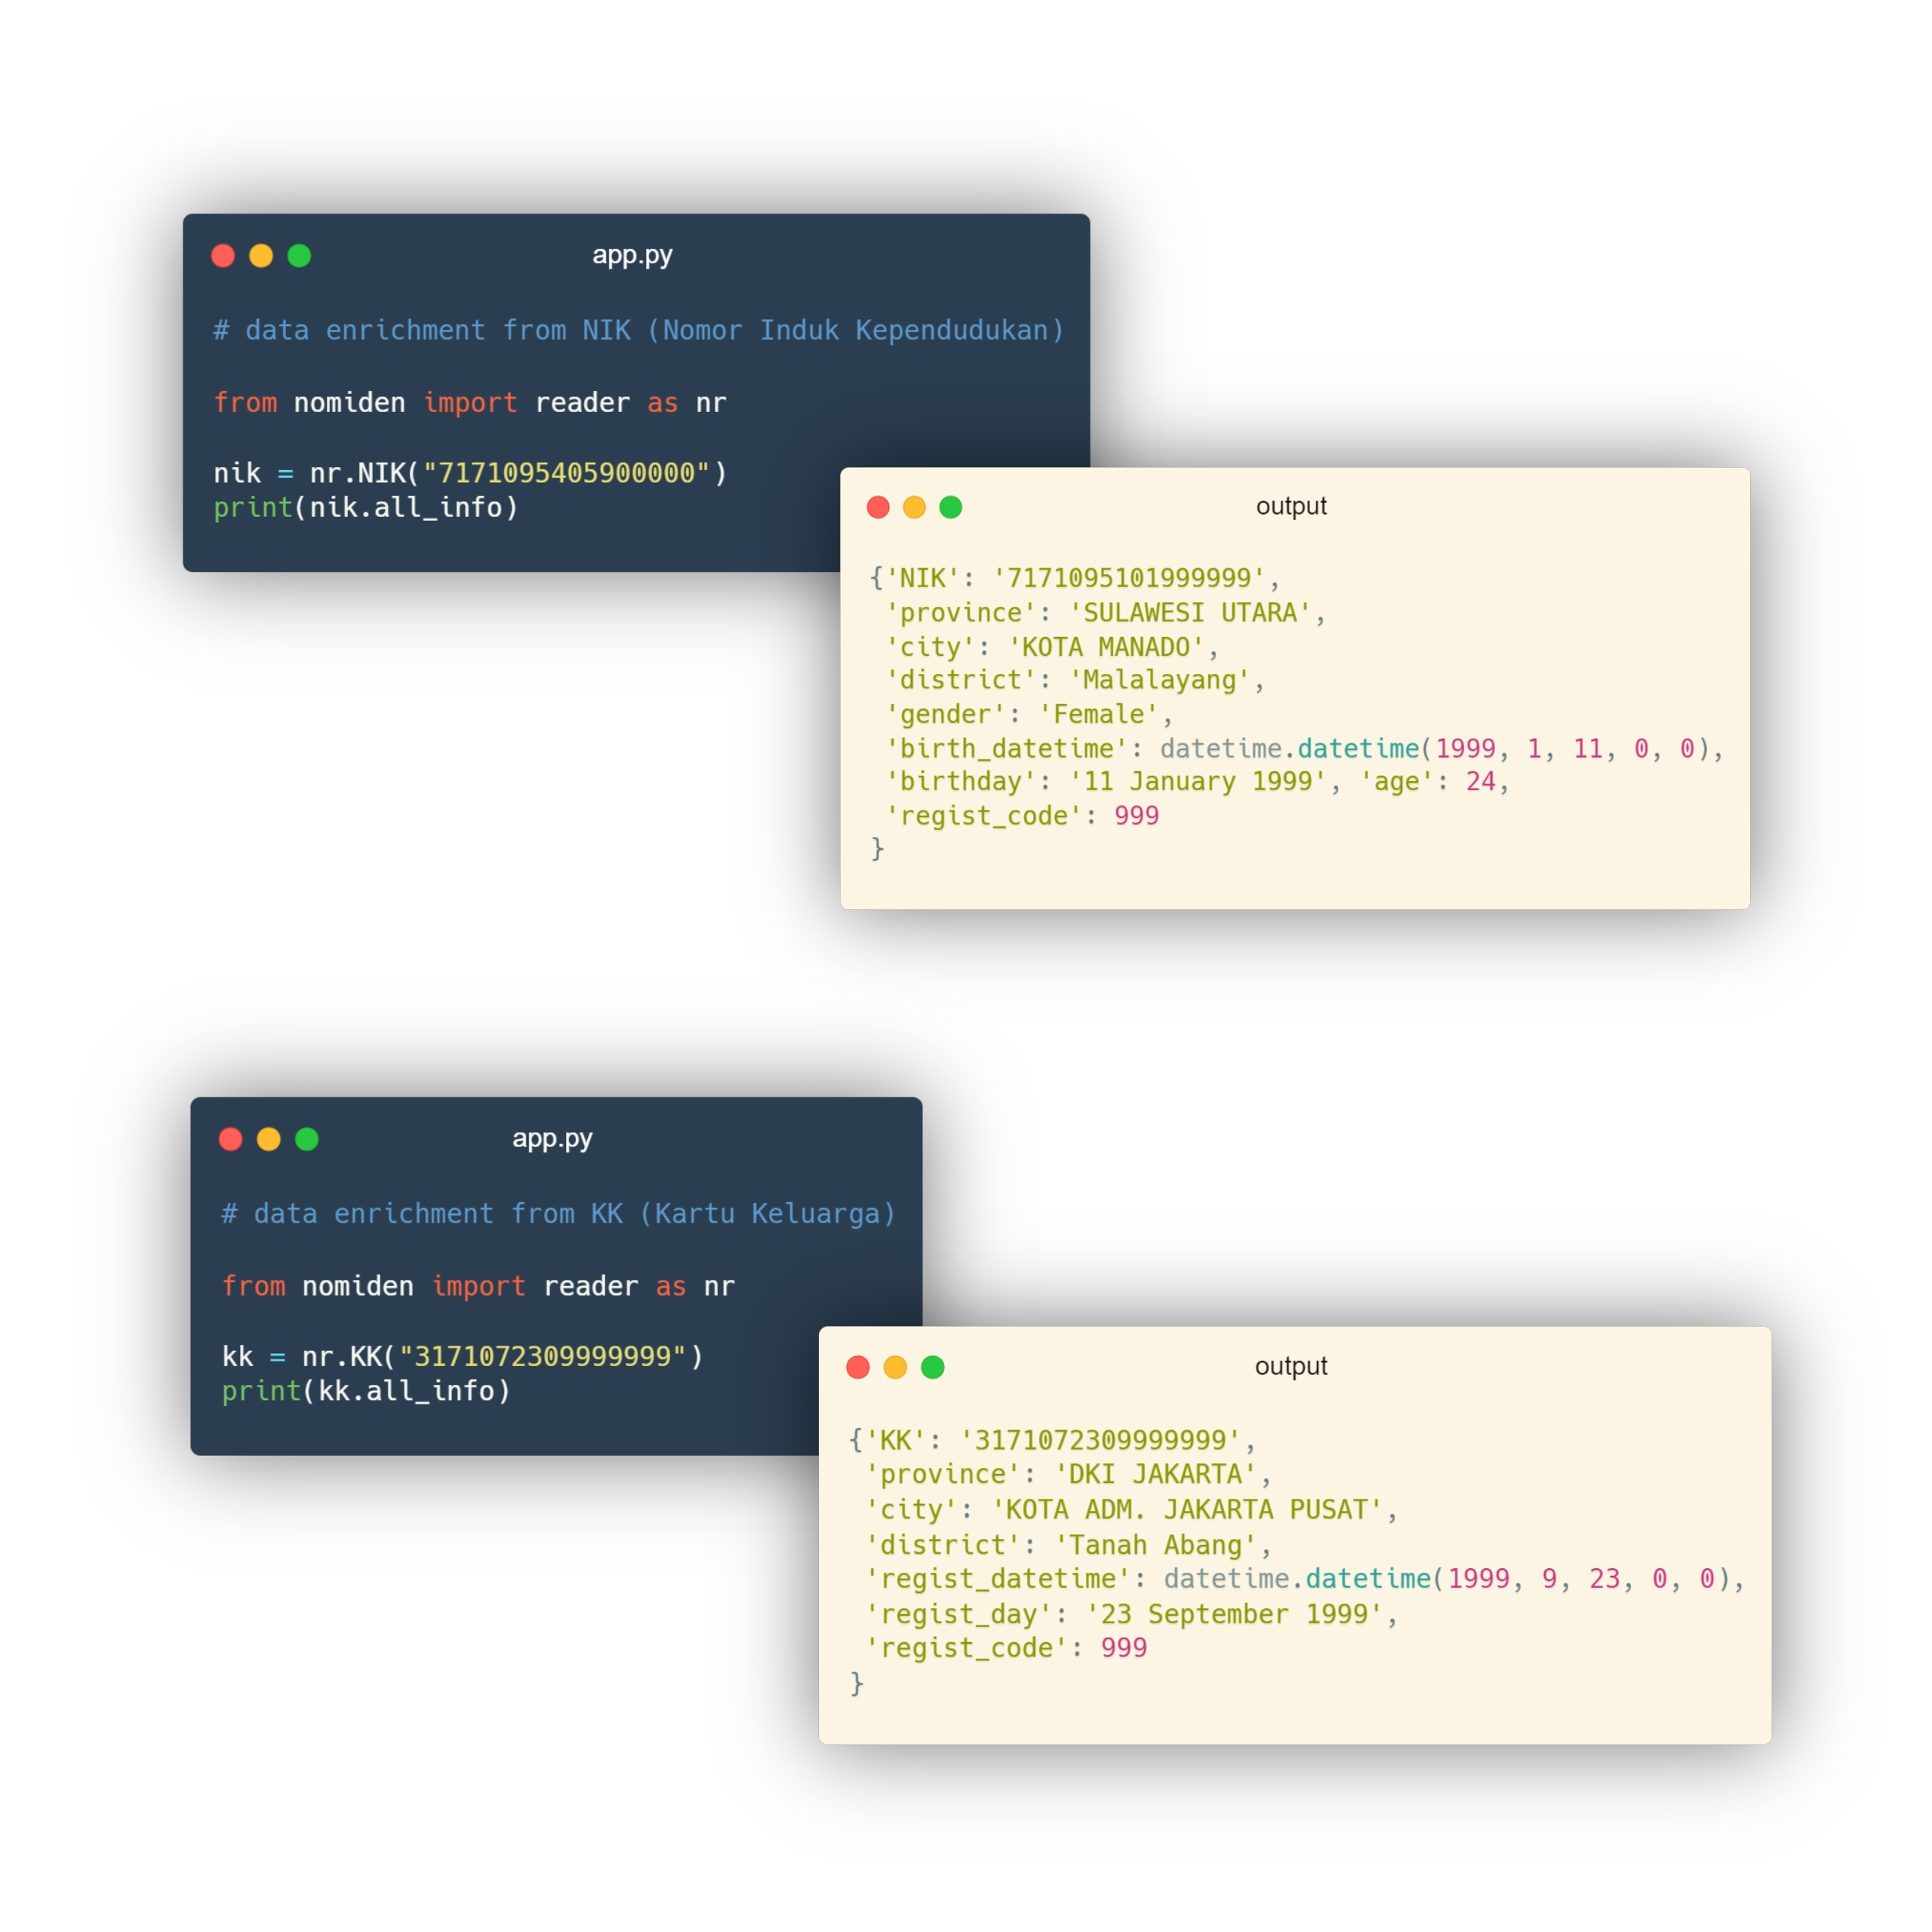 app.py
# data enrichment from NIK (Nomor Induk Kependudukan)
from nomiden import reader as nr
nik = nr.NIK("7171095405900000")
print(nik.all_info)
output
{'NIK': '7171095101999999',
'province': 'SULAWESI UTARA',
'city': 'KOTA MANADO',
'district': 'Malalayang',
'gender': 'Female',
'birth_datetime': datetime.datetime(1999, 1, 11, 0, 0),
'birthday': '11 January 1999', 'age': 24,
'regist_code': 999
}
app.py
# data enrichment from KK (Kartu Keluarga)
from nomiden import reader as nr
kk = nr.KK("3171072309999999")
print(kk.all_info)
output
{'KK': '3171072309999999',
'province': 'DKI JAKARTA',
'city': 'KOTA ADM. JAKARTA PUSAT',
'district': 'Tanah Abang',
'regist_datetime': datetime.datetime(1999, 9, 23, 0, 0),
'regist_day': '23 September 1999',
'regist_code': 999
}